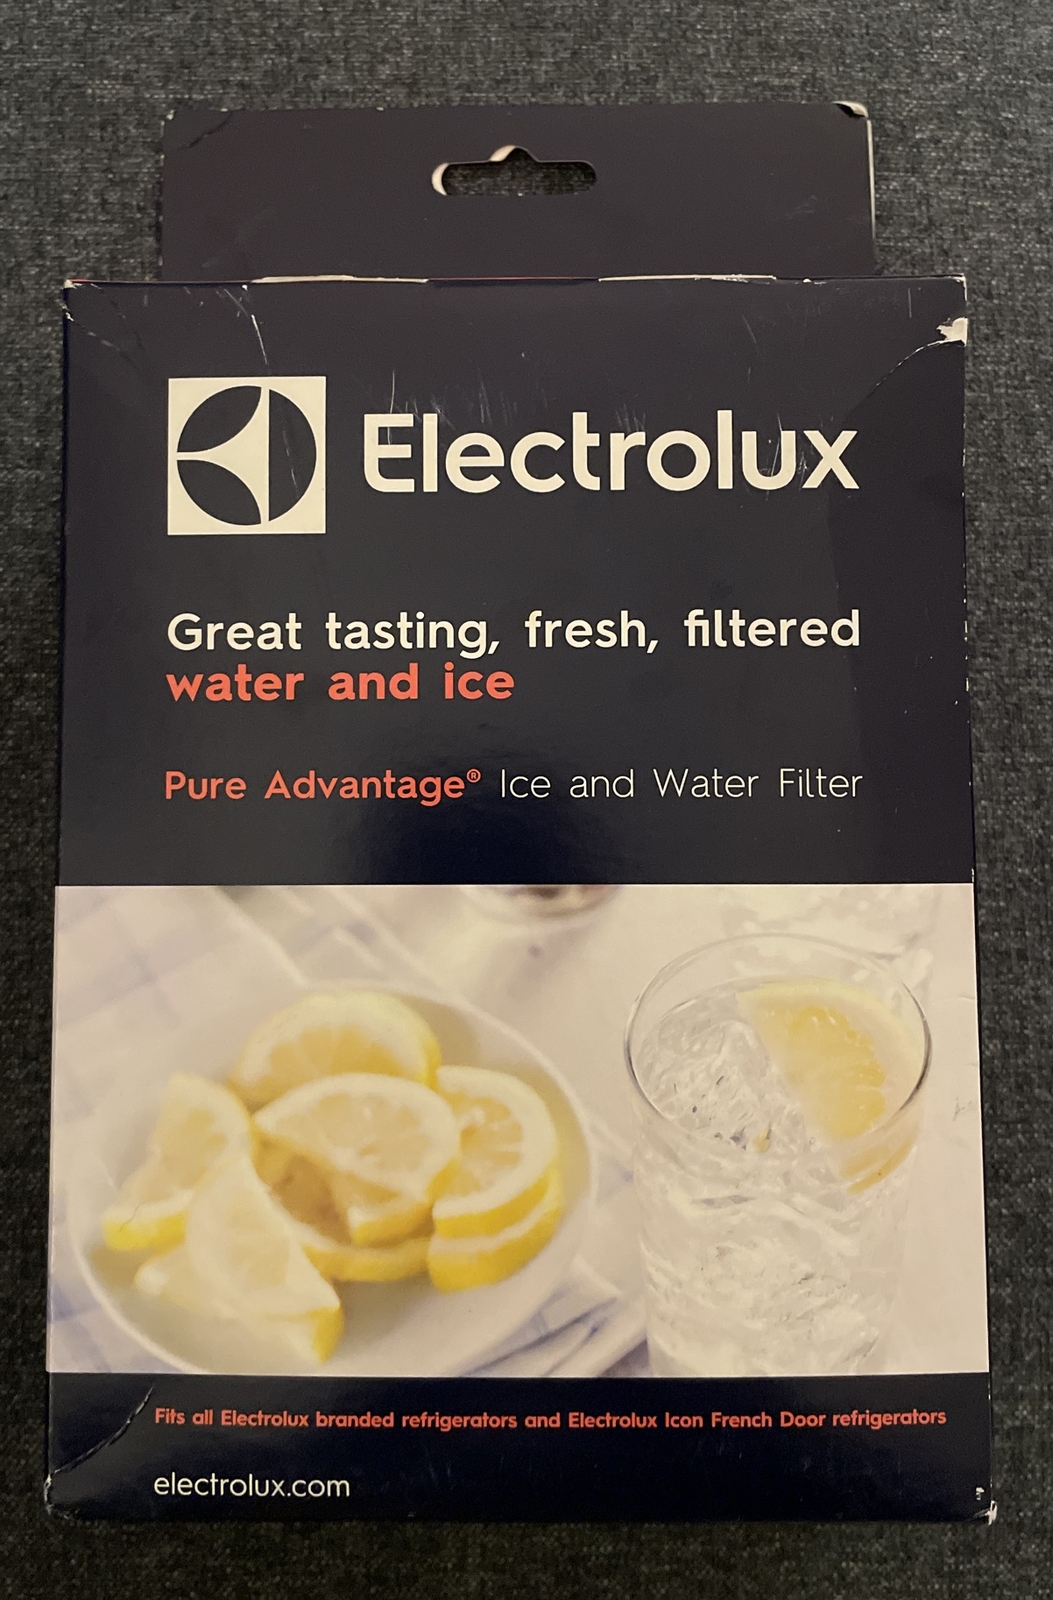 Electrolux
Great tasting, fresh, filtered
water and ice
Pure Advantage® Ice and Water Filter
Fits all Electrolux branded refrigerators and Electrolux Icon French Door refrigerators
electrolux.com